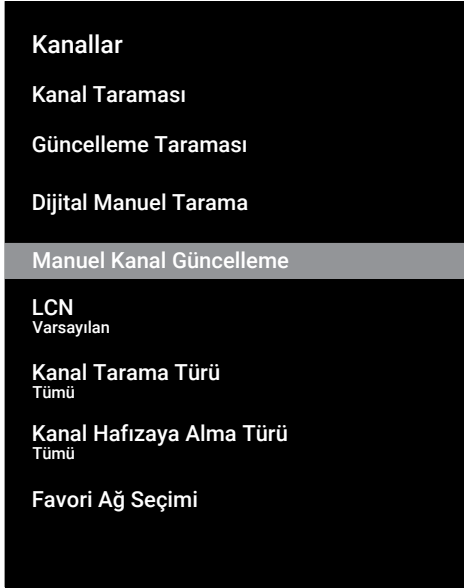 Kanallar
Kanal Taraması
Güncelleme Taraması
Dijital Manuel Tarama
Manuel Kanal Güncelleme
LCN
Varsayılan
Kanal Tarama Türü
Tümü
Kanal Hafızaya Alma Türü
Tümü
Favori Ağ Seçimi